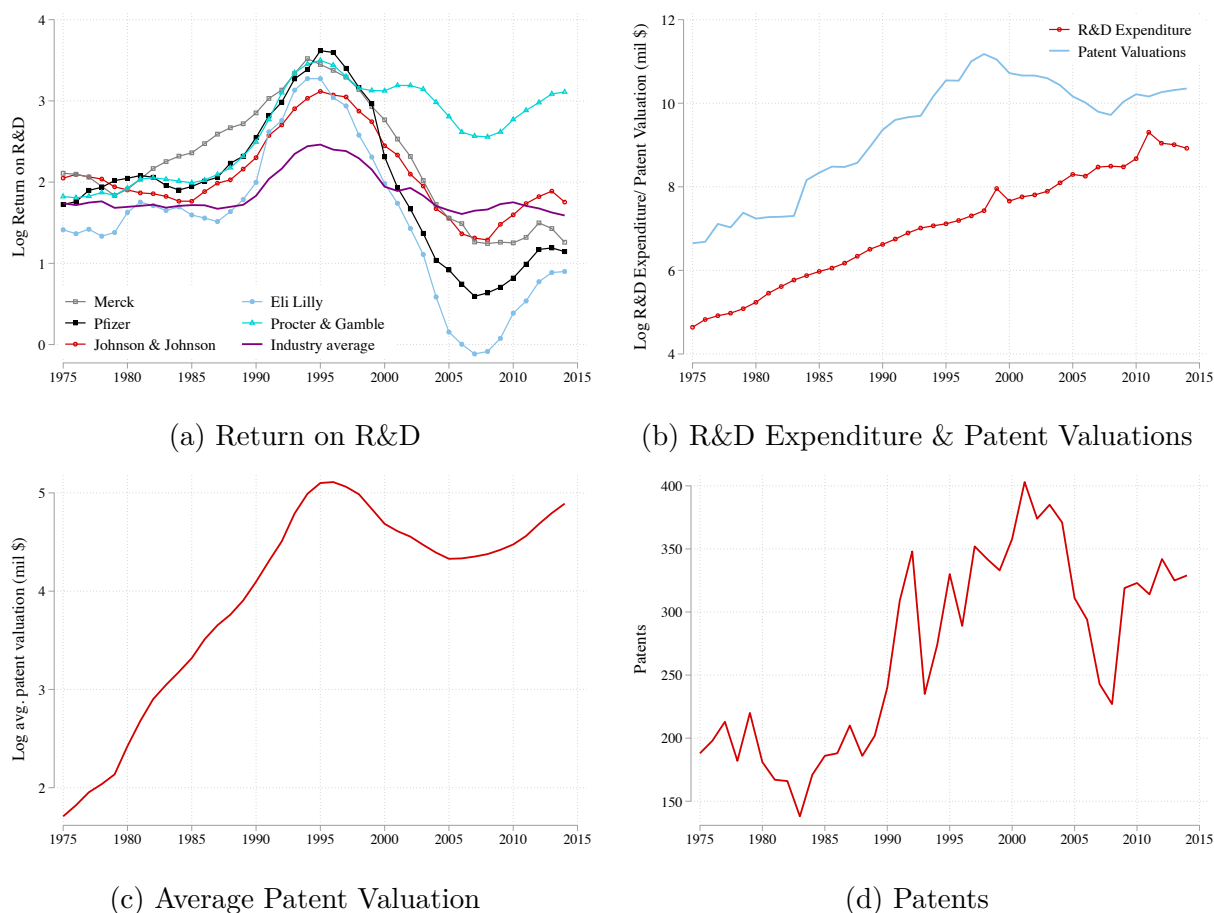 Log Return on R&D
4
3
2
1
0
Merck
Pfizer
Johnson & Johnson
Eli Lilly
Procter & Gamble
Industry average
1975 1980 1985 1990 1995 2000 2005 2010 2015
(a) Return on R&D
Log R&D Expenditure/ Patent Valuation (mil $)
12
10
8
6
4
R&D Expenditure
Patent Valuations
1975 1980 1985 1990 1995 2000 2005 2010 2015
(b) R&D Expenditure & Patent Valuations
Log avg. patent valuation (mil $)
5
4
3
2
1975 1980 1985 1990 1995 2000 2005 2010 2015
(c) Average Patent Valuation
Patents
400
350
300
250
200
150
1975 1980 1985 1990 1995 2000 2005 2010 2015
(d) Patents